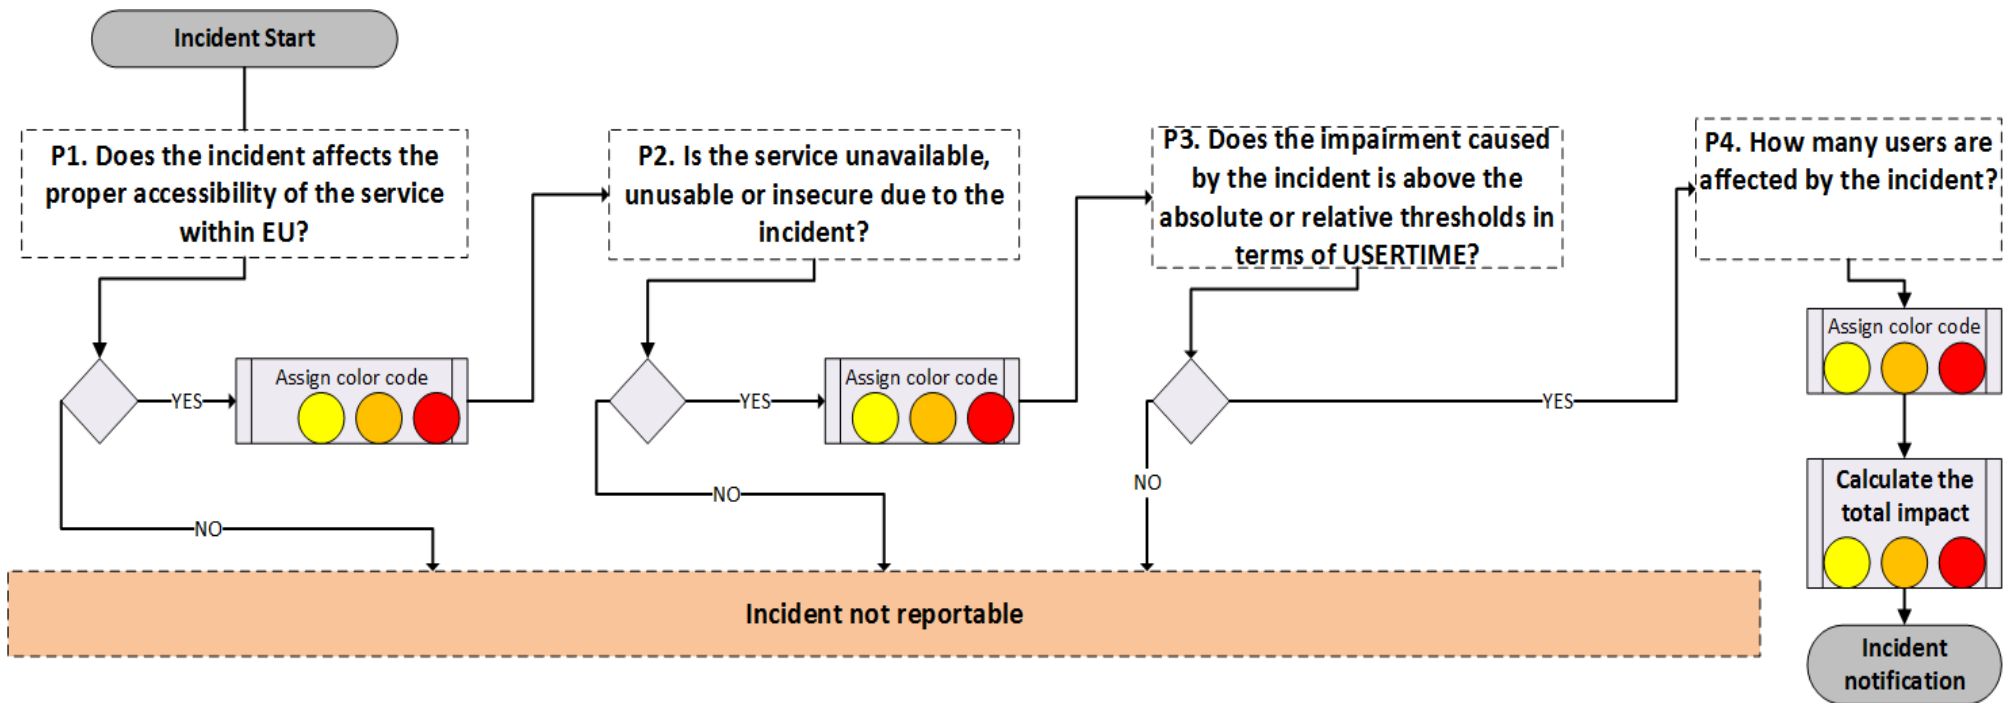 Incident Start
P1. Does the incident affects the
proper accessibility of the service
within EU?
P2. Is the service unavailable,
unusable or insecure due to the
incident?
P3. Does the impairment caused
by the incident is above the
absolute or relative thresholds in
terms of USERTIME?
P4. How many users are
affected by the incident?
YES
Assign color code
NO
YES
Assign color code
NO
YES
NO
Assign color code
Calculate the
total impact
Incident not reportable
Incident
notification